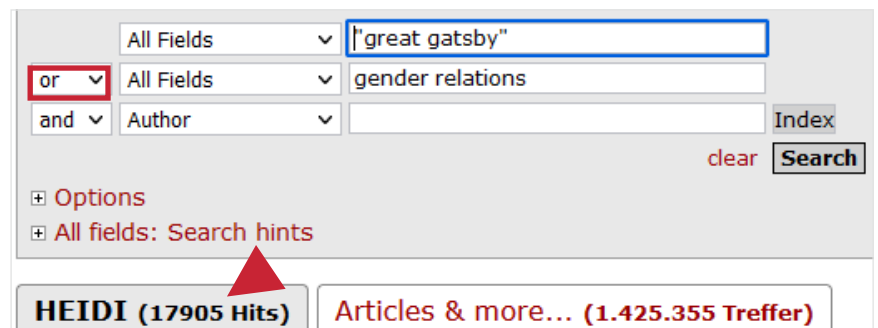 All Fields "great gatsby"
or All Fields gender relations
and Author Index
clear Search
Options
All fields: Search hints
HEIDI (17905 Hits) Articles & more... (1.425.355 Treffer)